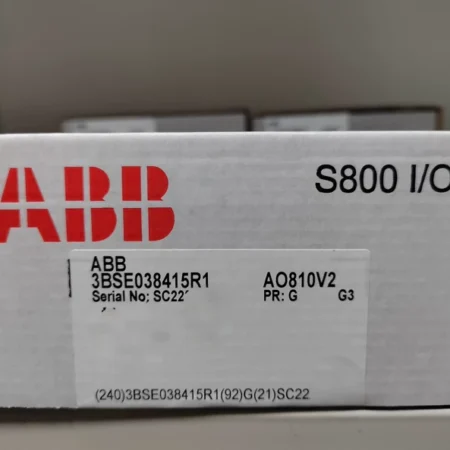 ABB
S800 I/O
ABB
3BSE038415R1 AO810V2
Serial No: SC22
PR: G G3
(240)3BSE038415R1(92)G(21)SC22